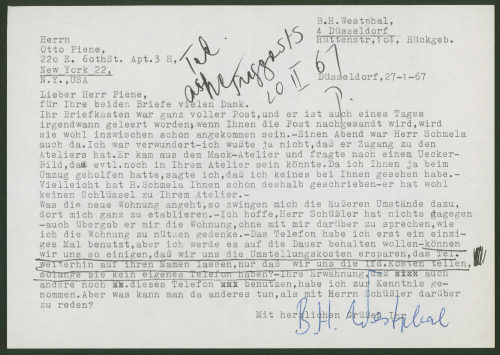 B.H.Westphal,
4 Düsseldorf
Hüttenstr,104, Rückgeb.
Herrn
Otto Piene,
220 E. 60thSt. Apt.3 H,
New York 22,
N.Y., USA
Tel.
suggests
20 II 67
P.
Düsseldorf, 27-1-67
Lieber Herr Piene,
für Ihre beiden Briefe vielen Dank.
Ihr Briefkasten war ganz voller Post,und er ist auch eines Tages
irgendwann geleert worden;wenn Ihnen die Post nachgesandt wird,wird
sie wohl inzwischen schon angekommen sein.-Einen Abend war Herr Schmela
auch da.Ich war verwundert-ich wußte ja nicht,daß er Zugang zu den
Ateliers hat.Er kam aus dem Mack-Atelier und fragte nach einem Uecker-
Bild,daß evtl.noch in Ihrem Atelier sein könnte.Da ich Ihnen ja beim
Umzug geholfen hatte,sagte ich,daß ich keines bei Ihnen gesehen habe.-
Vielleicht hat H.Schmela Ihnen schon deshalb geschrieben-er hat wohl
keinen Schlüssel zu Ihrem Atelier.-
Was die neue Wohnung angeht,so zwingen mich die äußeren Umstände dazu,
dort mich ganz zu etablieren.-Ich hoffe,Herr Schüßler hat nichts dagegen
-auch übergab er mir die Wohnung,ohne mit mir darüber zu sprechen,wie
ich die Wohnung zu nützen gedenke.-Das Telefon habe ich erst ein einzi-
ges Mal benutzt,aber ich werde es auf die Dauer behalten wollen-können
wir uns so einigen,daß wir uns die Umstellungskosten ersparen,das Tel.
weiterhin auf Ihren Namen lassen,nur daß wir uns die lfd.Kosten teilen,
solange sie kein eigenes Telefon haben?-Ihre Erwähnung,daß xxxx auch
andere noch xx.dieses Telefon xxx benutzen,habe ich zur Kenntnis ge-
nommen.Aber was kann man da anderes tun,als mit Herrn Schüßler darüber
zu reden?
Mit herzlichen Grüßen Ihr
B.H. Westphal